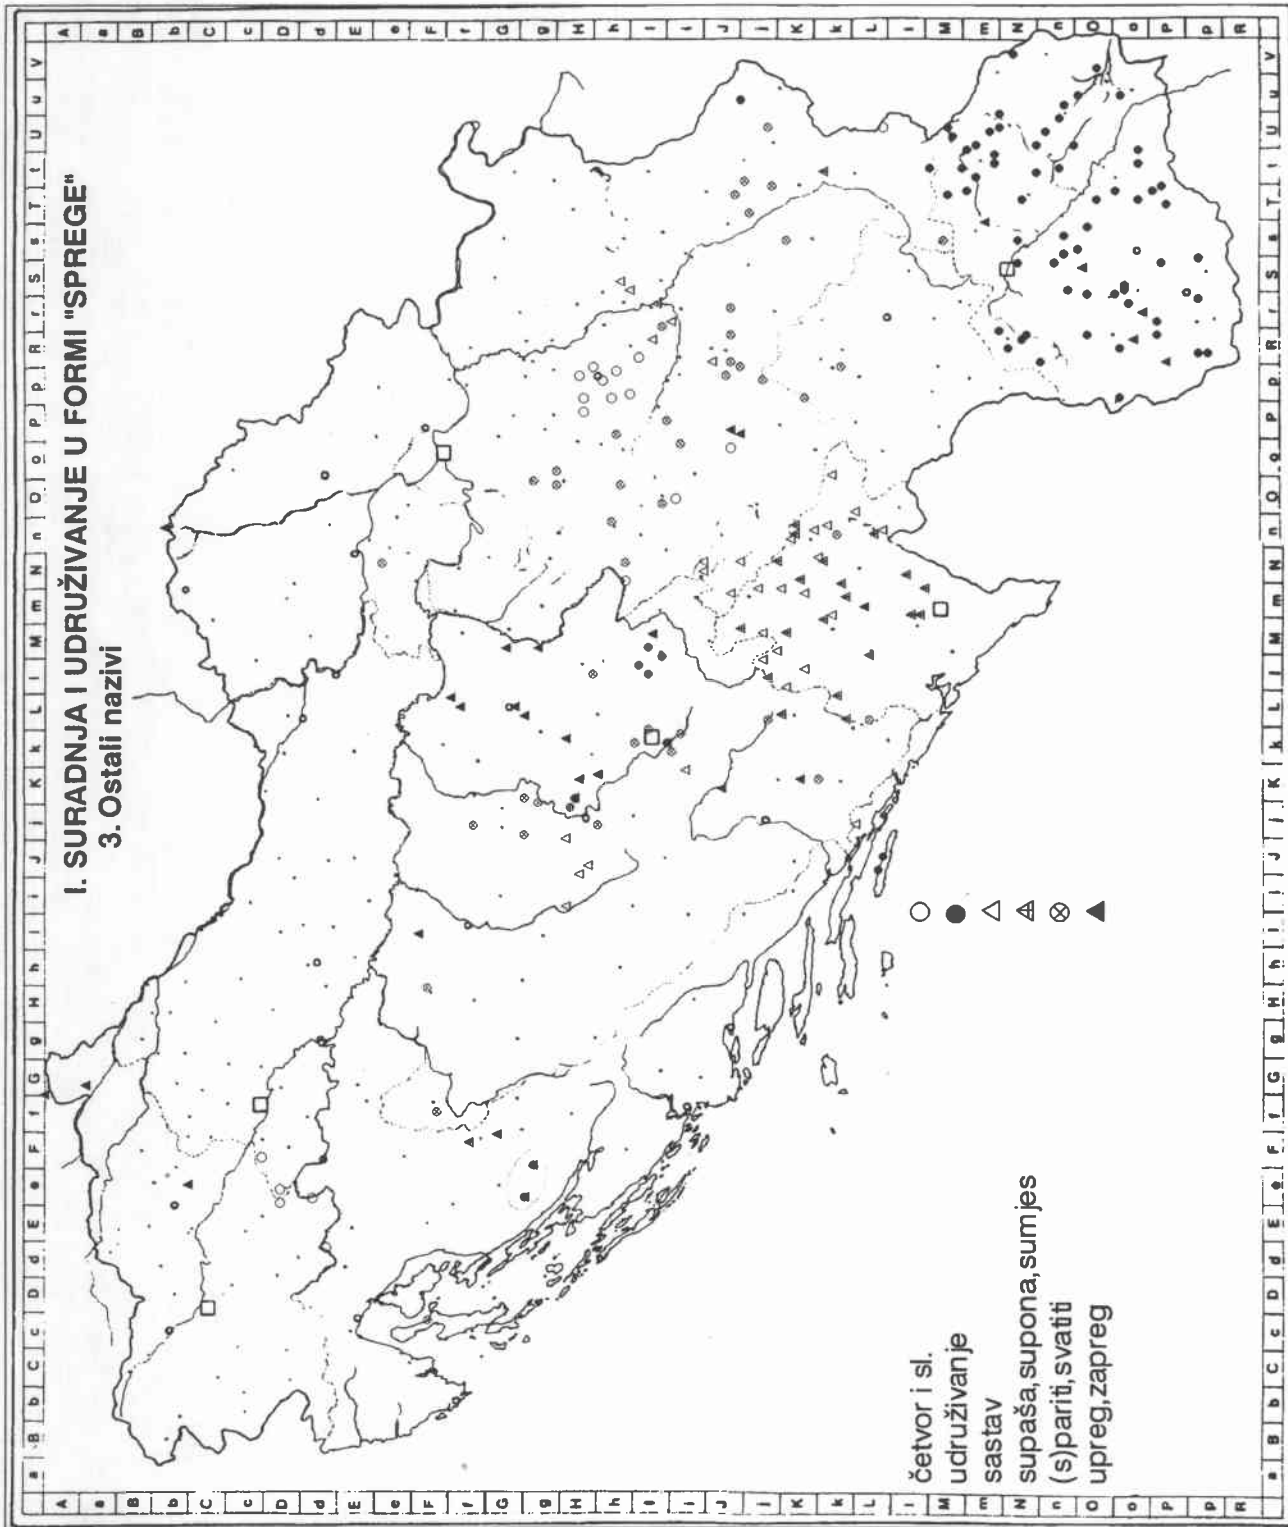 I. SURADNJA I UDRUŽIVANJE U FORMI "SPREGE"
3. Ostali nazivi
četvor i sl.
udruživanje
sastav
supaša,supona,sumjes
(s)pariti,svatiti
upreg,zapreg